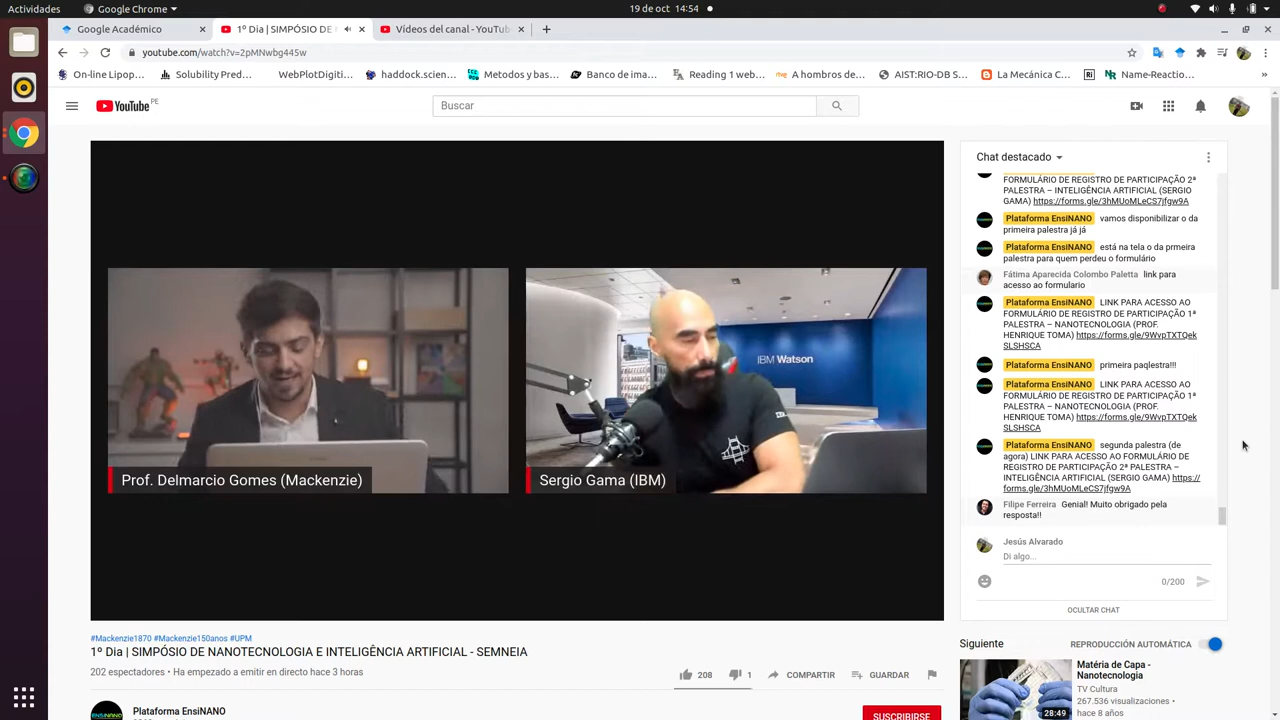 Actividades
Google Chrome
19 de oct 14:54
Google Académico
1º Dia | SIMPÓSIO DE
Vídeos del canal - YouTub
youtube.com/watch?v=2pMNwbg445w
On-line Lipop...
Solubility Pred...
WebPlotDigiti...
haddock.scien...
Metodos y bas...
Banco de ima...
Reading 1 web...
A hombros de...
AIST:RIO-DB S...
La Mecánica C...
Name-Reactio...
»
YouTube PE
Buscar
IBM Watson
Prof. Delmarcio Gomes (Mackenzie)
Sergio Gama (IBM)
Chat destacado
FORMULÁRIO DE REGISTRO DE PARTICIPAÇÃO 2ª
PALESTRA – INTELIGÊNCIA ARTIFICIAL (SERGIO
GAMA) https://forms.gle/3hMUoMLeCS7jfgw9A
Plataforma EnsiNANO vamos disponibilizar o da
primeira palestra já já
Plataforma EnsiNANO está na tela o da prmeira
palestra para quem perdeu o formulário
Fátima Aparecida Colombo Paletta link para
acesso ao formulario
Plataforma EnsiNANO LINK PARA ACESSO AO
FORMULÁRIO DE REGISTRO DE PARTICIPAÇÃO 1ª
PALESTRA – NANOTECNOLOGIA (PROF.
HENRIQUE TOMA) https://forms.gle/9WvpTXTQek
SLSHSCA
Plataforma EnsiNANO primeira paqlestra!!!
Plataforma EnsiNANO LINK PARA ACESSO AO
FORMULÁRIO DE REGISTRO DE PARTICIPAÇÃO 1ª
PALESTRA – NANOTECNOLOGIA (PROF.
HENRIQUE TOMA) https://forms.gle/9WvpTXTQek
SLSHSCA
Plataforma EnsiNANO segunda palestra (de
agora) LINK PARA ACESSO AO FORMULÁRIO DE
REGISTRO DE PARTICIPAÇÃO 2ª PALESTRA –
INTELIGÊNCIA ARTIFICIAL (SERGIO GAMA) https://
forms.gle/3hMUoMLeCS7jfgw9A
Filipe Ferreira Genial! Muito obrigado pela
resposta!!
Jesús Alvarado
Di algo...
0/200
OCULTAR CHAT
#Mackenzie1870 #Mackenzie150anos #UPM
1º Dia | SIMPÓSIO DE NANOTECNOLOGIA E INTELIGÊNCIA ARTIFICIAL - SEMNEIA
202 espectadores • Ha empezado a emitir en directo hace 3 horas
208
1
COMPARTIR
GUARDAR
ENSINANO
Plataforma EnsiNANO
SUSCRIBIRSE
Siguiente
REPRODUCCIÓN AUTOMÁTICA
Matéria de Capa -
Nanotecnologia
TV Cultura
267.536 visualizaciones •
hace 8 años
28:49